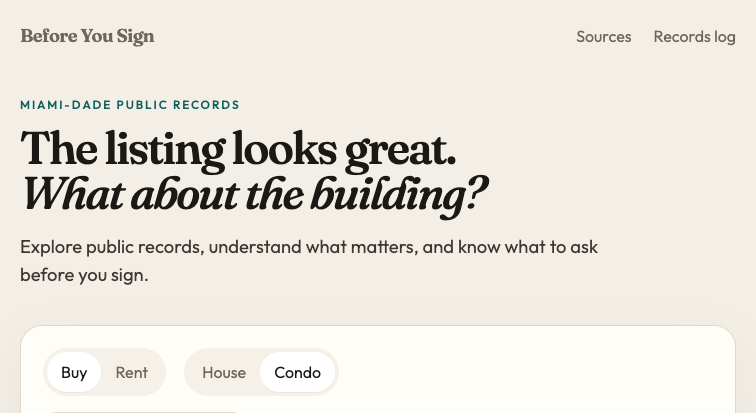 Before You Sign
Sources
Records log
MIAMI-DADE PUBLIC RECORDS
The listing looks great.
What about the building?
Explore public records, understand what matters, and know what to ask
before you sign.
Buy
Rent
House
Condo